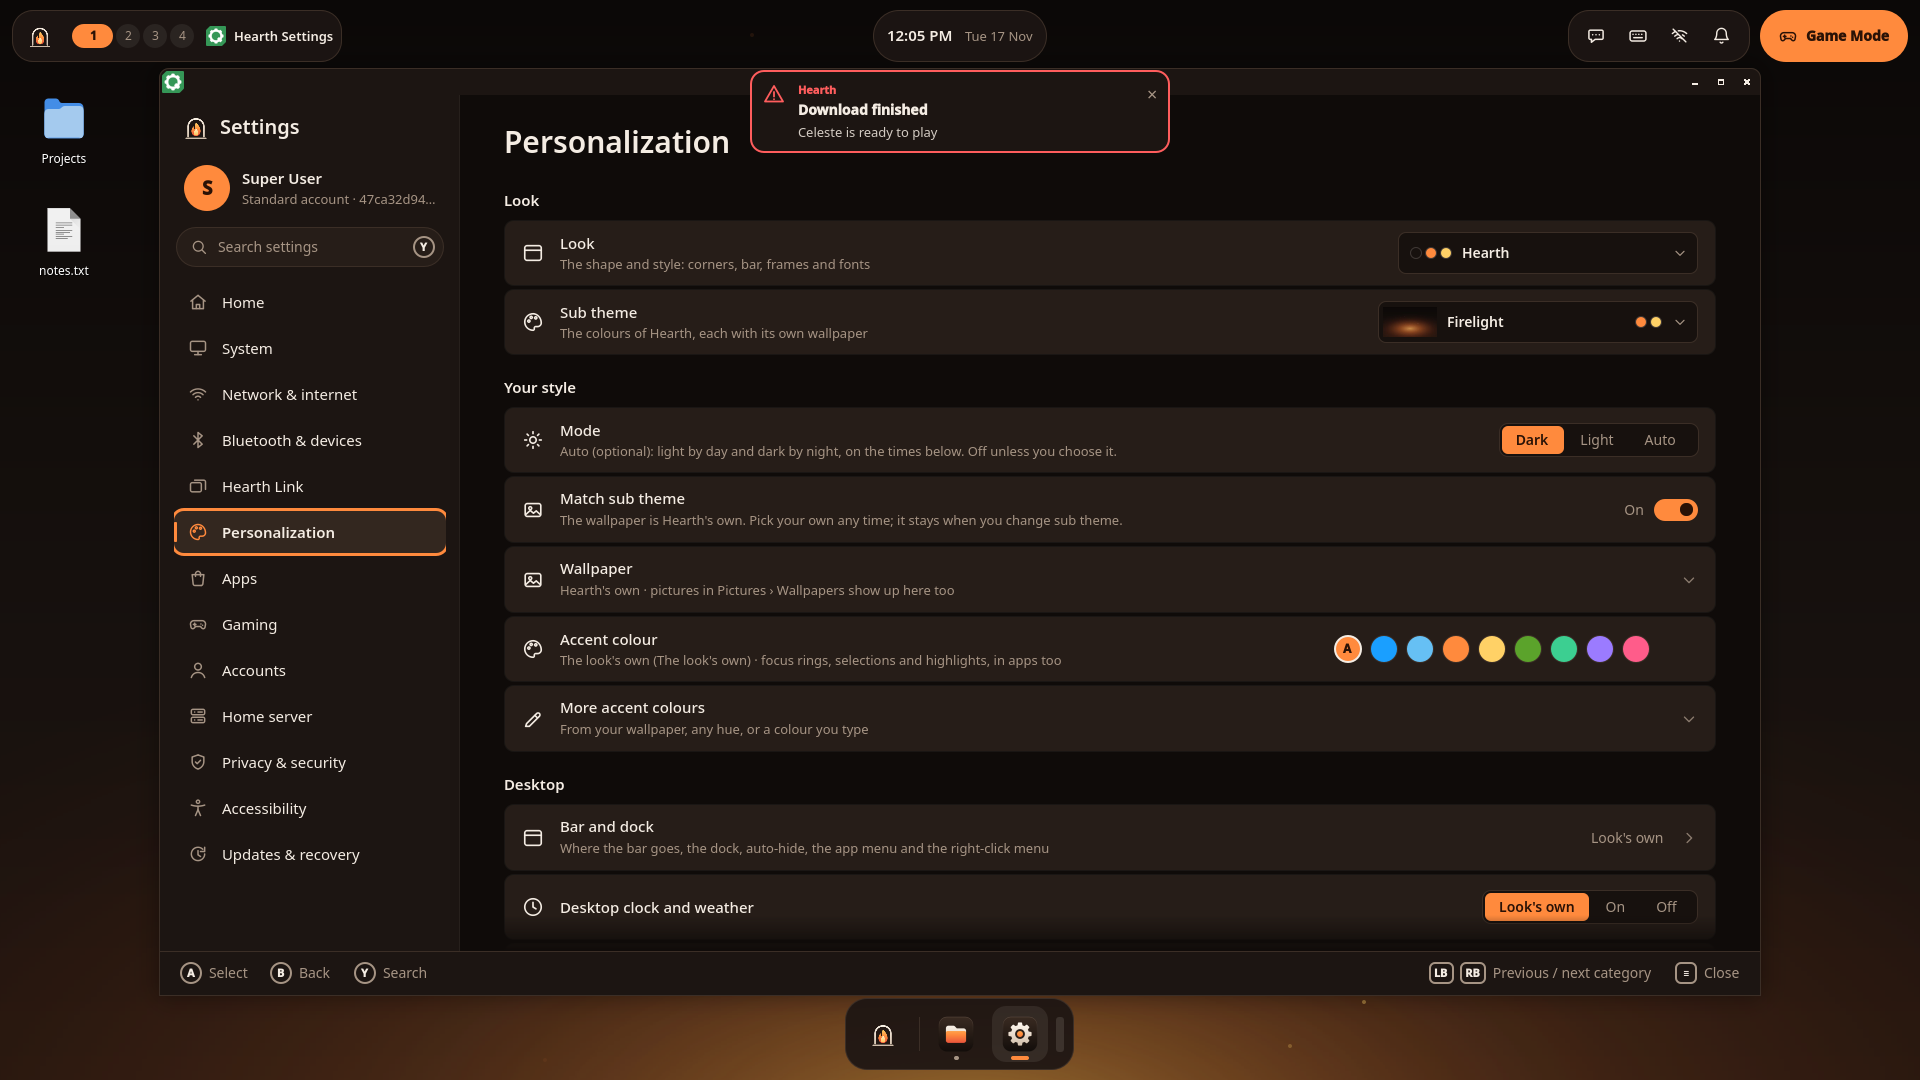 1 2 3 4 Hearth Settings
12:05 PM Tue 17 Nov
Game Mode
Projects
notes.txt
Hearth
Download finished
Celeste is ready to play
Settings
S
Super User
Standard account · 47ca32d94...
Search settings Y
Home
System
Network & internet
Bluetooth & devices
Hearth Link
Personalization
Apps
Gaming
Accounts
Home server
Privacy & security
Accessibility
Updates & recovery
Personalization
Look
Look
The shape and style: corners, bar, frames and fonts
Hearth
Sub theme
The colours of Hearth, each with its own wallpaper
Firelight
Your style
Mode
Auto (optional): light by day and dark by night, on the times below. Off unless you choose it.
Dark Light Auto
Match sub theme
The wallpaper is Hearth's own. Pick your own any time; it stays when you change sub theme.
On
Wallpaper
Hearth's own · pictures in Pictures › Wallpapers show up here too
Accent colour
The look's own (The look's own) · focus rings, selections and highlights, in apps too
A
More accent colours
From your wallpaper, any hue, or a colour you type
Desktop
Bar and dock
Where the bar goes, the dock, auto-hide, the app menu and the right-click menu
Look's own
Desktop clock and weather
Look's own On Off
A Select B Back Y Search
LB RB Previous / next category ≡ Close